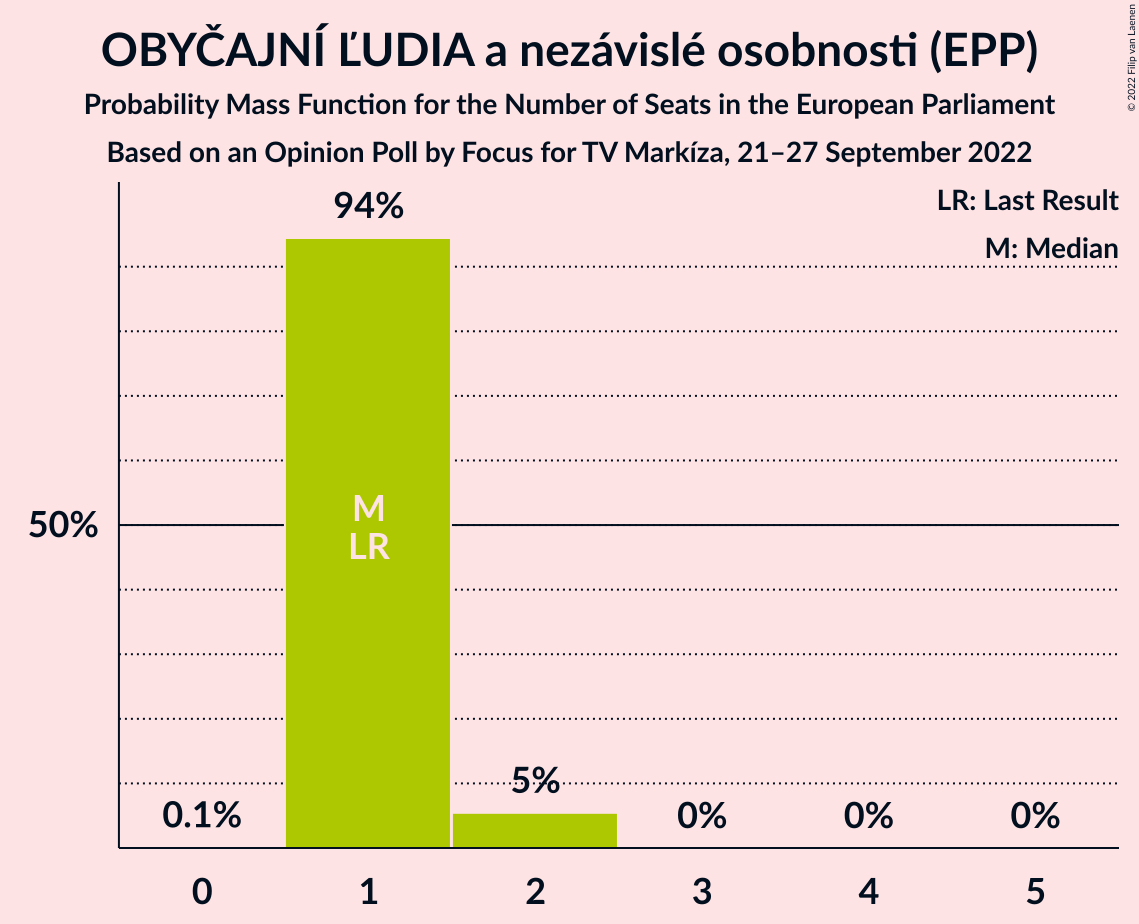 OBYČAJNÍ ĽUDIA a nezávislé osobnosti (EPP)
Probability Mass Function for the Number of Seats in the European Parliament
Based on an Opinion Poll by Focus for TV Markíza, 21–27 September 2022
© 2022 Filip van Laenen
LR: Last Result
M: Median
94%
50%
M
LR
5%
0.1%
0%
0%
0%
0
1
2
3
4
5